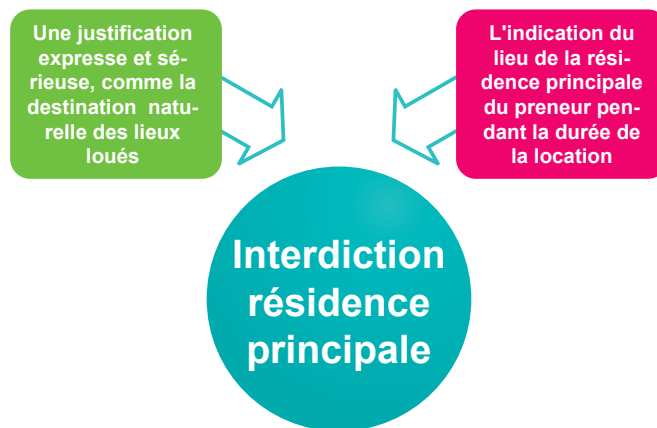 Une justification
expresse et sé-
rieuse, comme la
destination natu-
relle des lieux
loués
L'indication du
lieu de la rési-
dence principale
du preneur pen-
dant la durée de
la location
Interdiction
résidence
principale